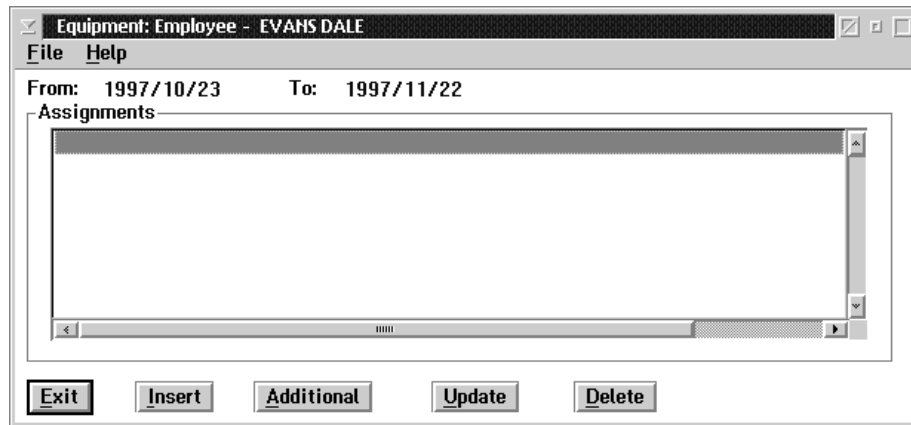 Equipment: Employee - EVANS DALE
File Help
From: 1997/10/23 To: 1997/11/22
Assignments
Exit Insert Additional Update Delete